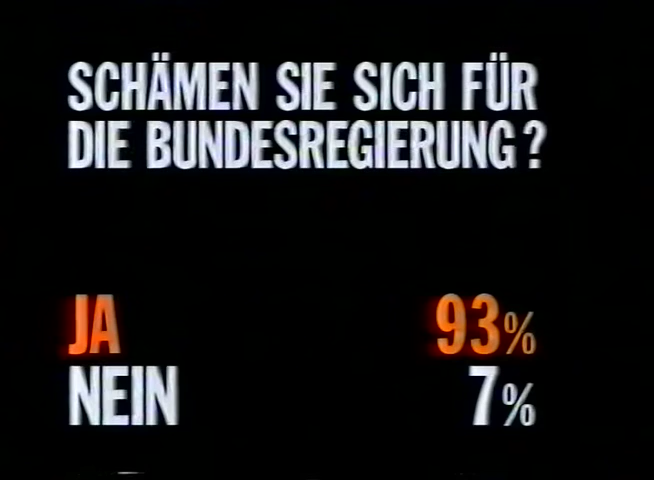 SCHÄMEN SIE SICH FÜR
DIE BUNDESREGIERUNG?
JA 93%
NEIN 7%